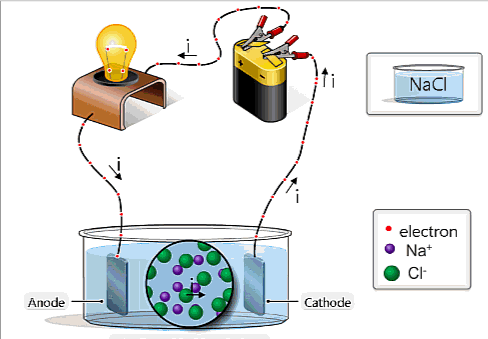 i
+
−
i
NaCl
i
i
electron
Na⁺
Cl⁻
i
Anode
Cathode